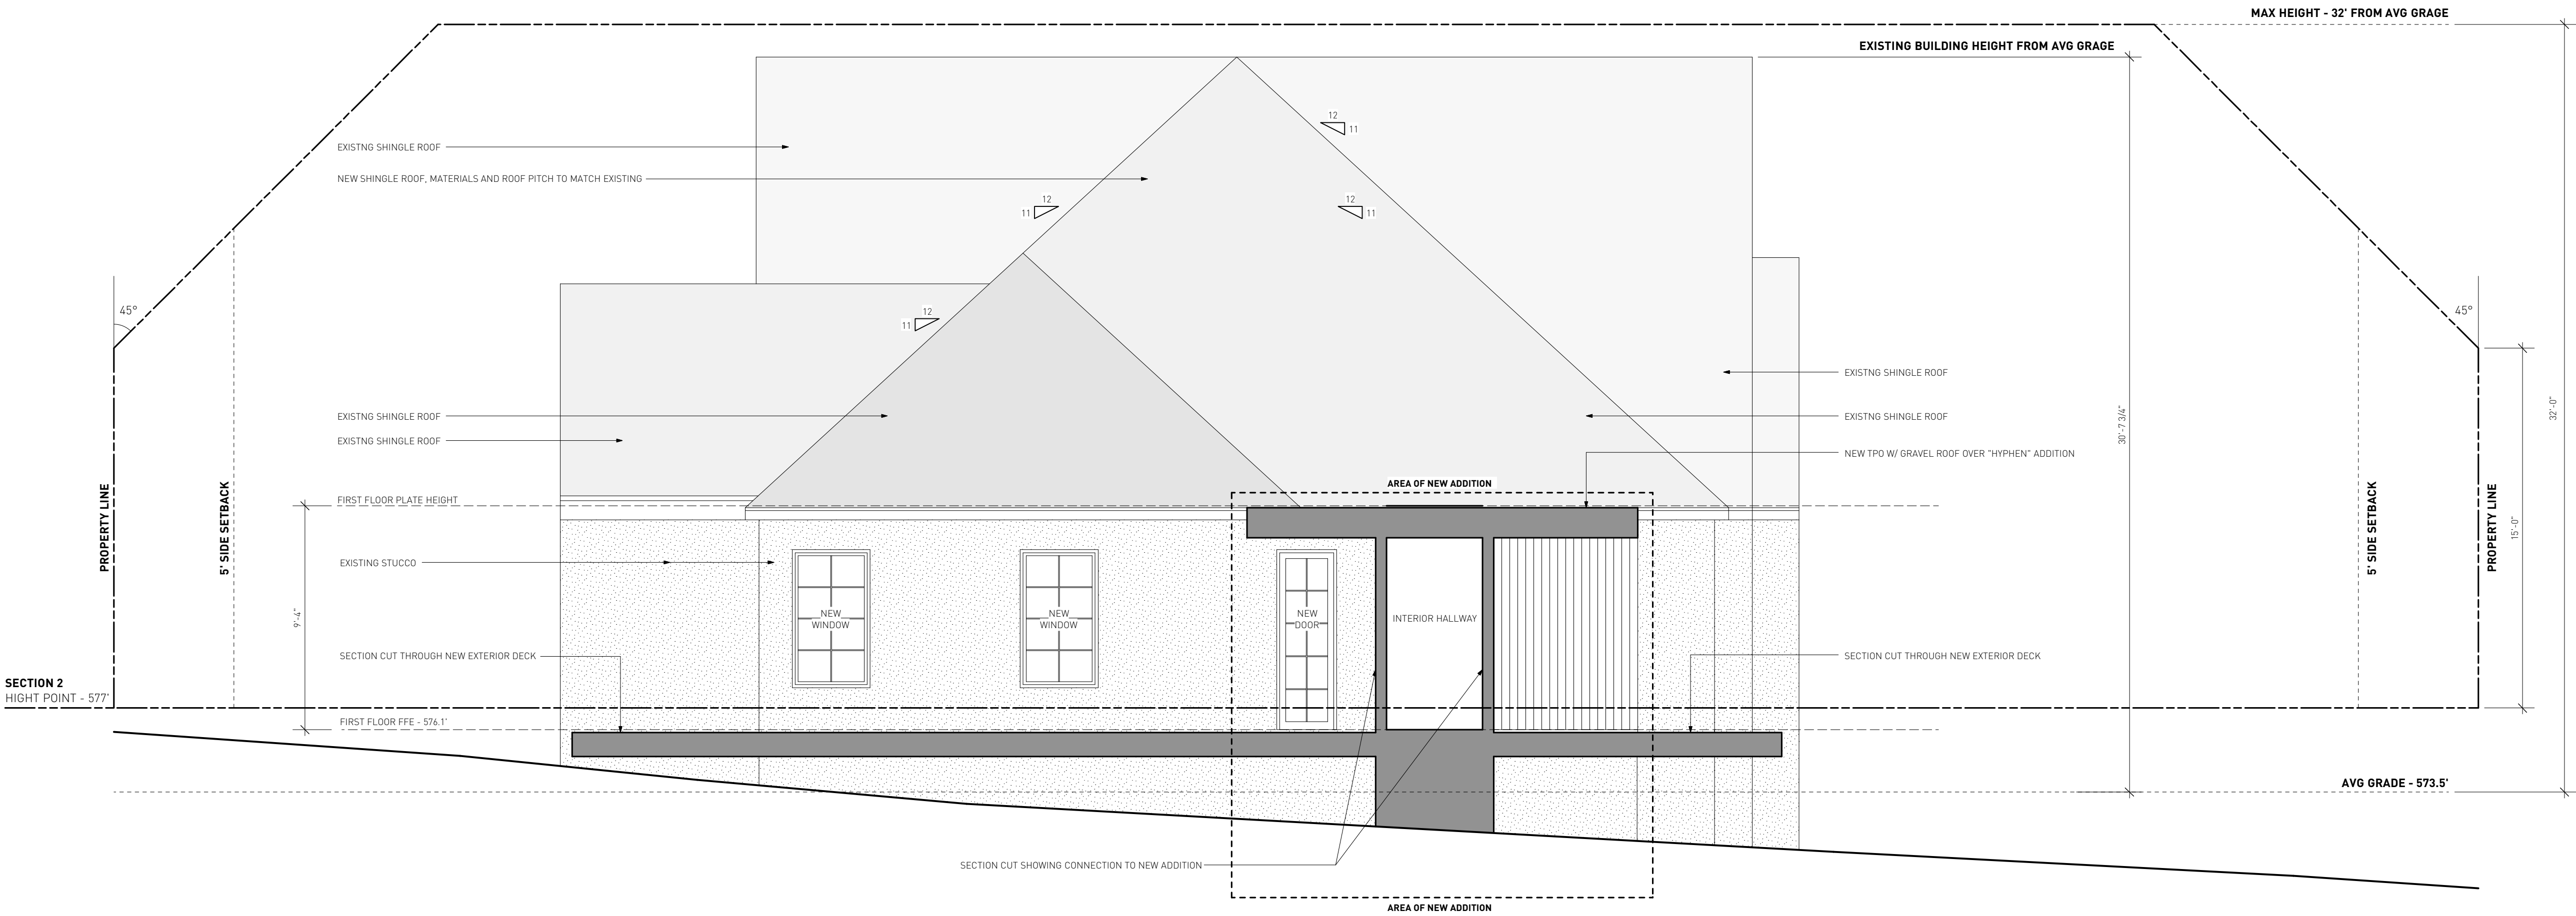 MAX HEIGHT - 32' FROM AVG GRAGE
EXISTING BUILDING HEIGHT FROM AVG GRAGE
12
11
EXISTNG SHINGLE ROOF
NEW SHINGLE ROOF, MATERIALS AND ROOF PITCH TO MATCH EXISTING
12
11
12
11
45°
12
11
45°
EXISTNG SHINGLE ROOF
EXISTNG SHINGLE ROOF
EXISTNG SHINGLE ROOF
EXISTNG SHINGLE ROOF
30'-7 3/4"
32'-0"
NEW TPO W/ GRAVEL ROOF OVER "HYPHEN" ADDITION
AREA OF NEW ADDITION
FIRST FLOOR PLATE HEIGHT
PROPERTY LINE
5' SIDE SETBACK
5' SIDE SETBACK
PROPERTY LINE
15'-0"
EXISTING STUCCO
9'-4"
NEW
WINDOW
NEW
WINDOW
NEW
DOOR
INTERIOR HALLWAY
SECTION CUT THROUGH NEW EXTERIOR DECK
SECTION CUT THROUGH NEW EXTERIOR DECK
SECTION 2
HIGHT POINT - 577'
FIRST FLOOR FFE - 576.1'
AVG GRADE - 573.5'
SECTION CUT SHOWING CONNECTION TO NEW ADDITION
AREA OF NEW ADDITION